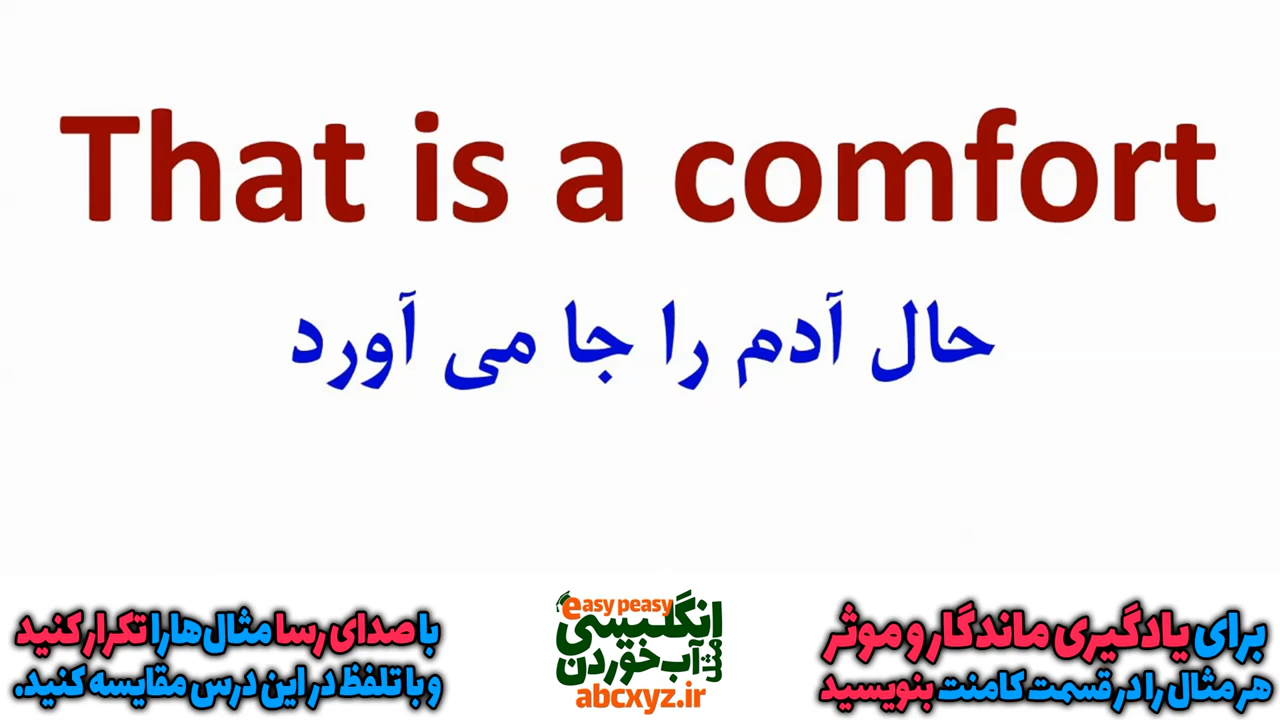 That is a comfort
حال آدم را جا می آورد
برای یادگیری ماندگار و موثر
هر مثال را در قسمت کامنت بنویسید
easy peasy
انگلیسی
مثل
آب خوردن
abcxyz.ir
با صدای رسا مثال‌ها را تکرار کنید
و با تلفظ در این درس مقایسه کنید.